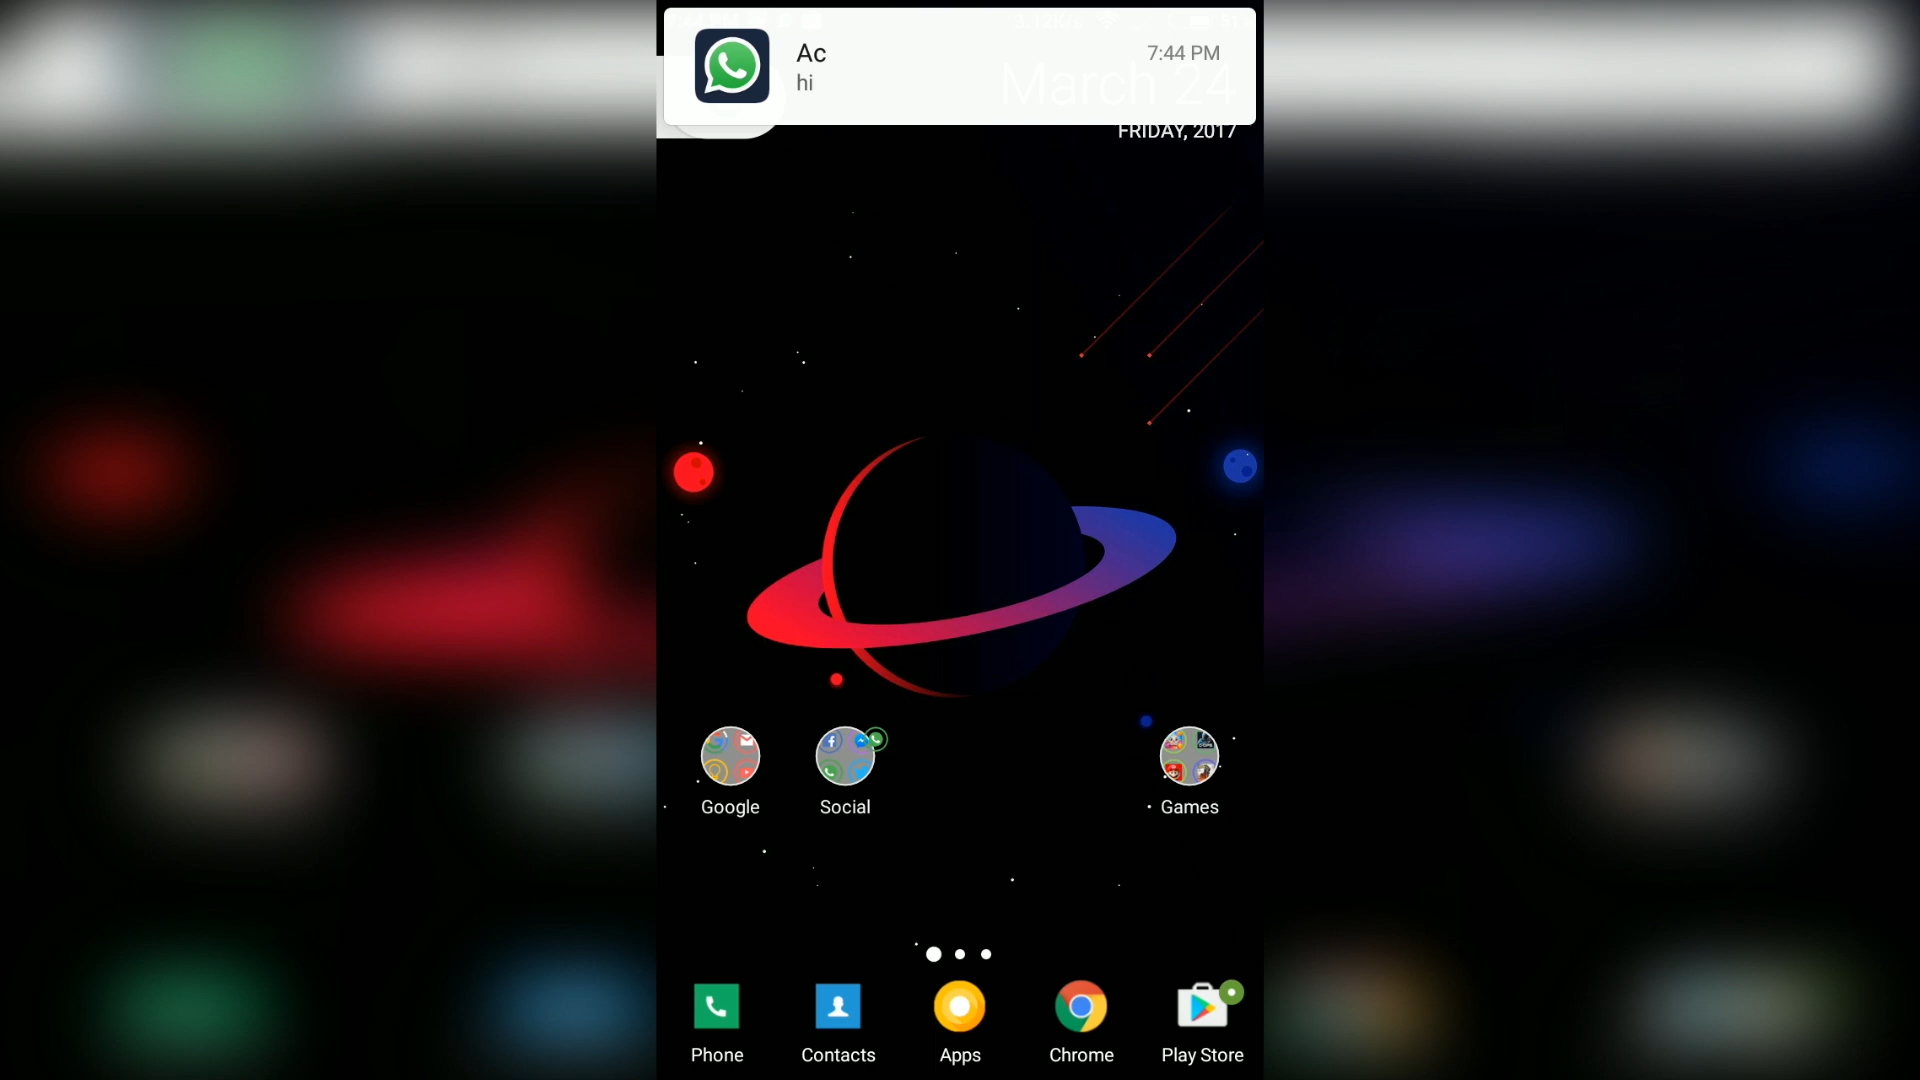 Ac
7:44 PM
hi
March 24
FRIDAY, 2017
Google
Social
Games
Phone
Contacts
Apps
Chrome
Play Store